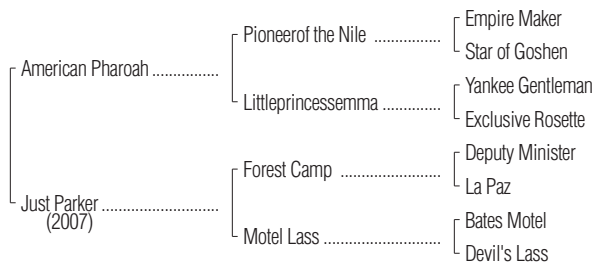 Empire Maker
Pioneerof the Nile ................
Star of Goshen
American Pharoah ...............
Yankee Gentleman
Littleprincessemma .............
Exclusive Rosette
Deputy Minister
Forest Camp ....................
La Paz
Just Parker ..........................
(2007)
Bates Motel
Motel Lass ..........................
Devil's Lass